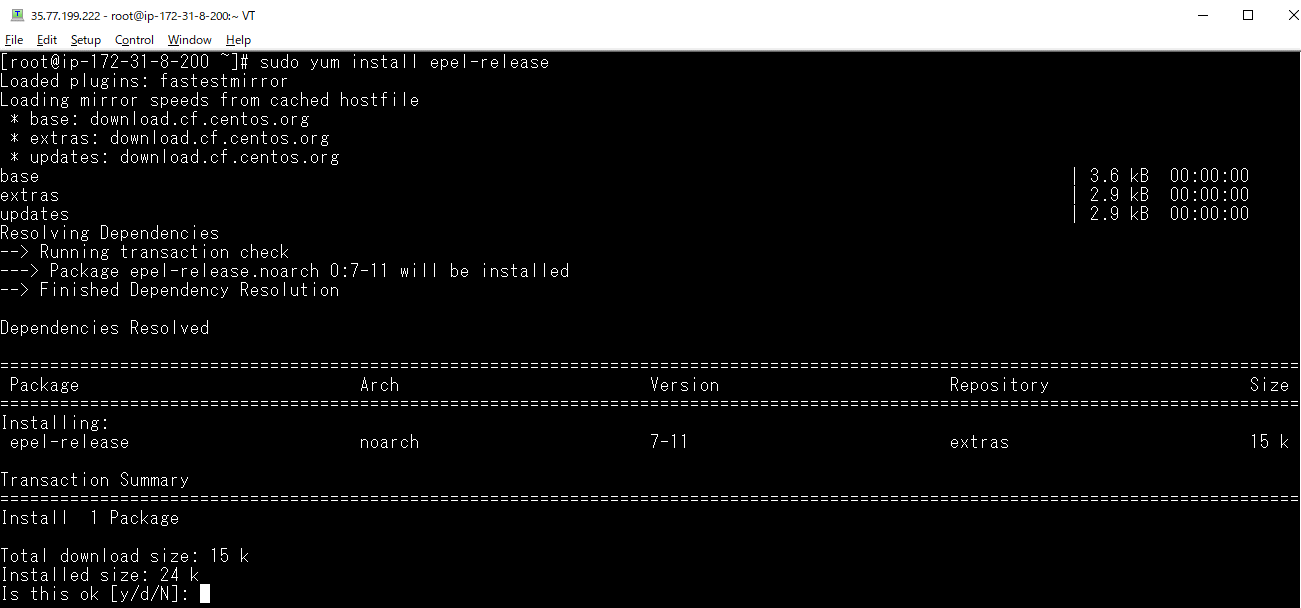 35.77.199.222 - root@ip-172-31-8-200:~ VT
File Edit Setup Control Window Help
[root@ip-172-31-8-200 ~]# sudo yum install epel-release
Loaded plugins: fastestmirror
Loading mirror speeds from cached hostfile
 * base: download.cf.centos.org
 * extras: download.cf.centos.org
 * updates: download.cf.centos.org
base | 3.6 kB 00:00:00
extras | 2.9 kB 00:00:00
updates | 2.9 kB 00:00:00
Resolving Dependencies
--> Running transaction check
---> Package epel-release.noarch 0:7-11 will be installed
--> Finished Dependency Resolution
Dependencies Resolved
================================================================================
Package Arch Version Repository Size
================================================================================
Installing:
epel-release noarch 7-11 extras 15 k
Transaction Summary
================================================================================
Install 1 Package
Total download size: 15 k
Installed size: 24 k
Is this ok [y/d/N]: